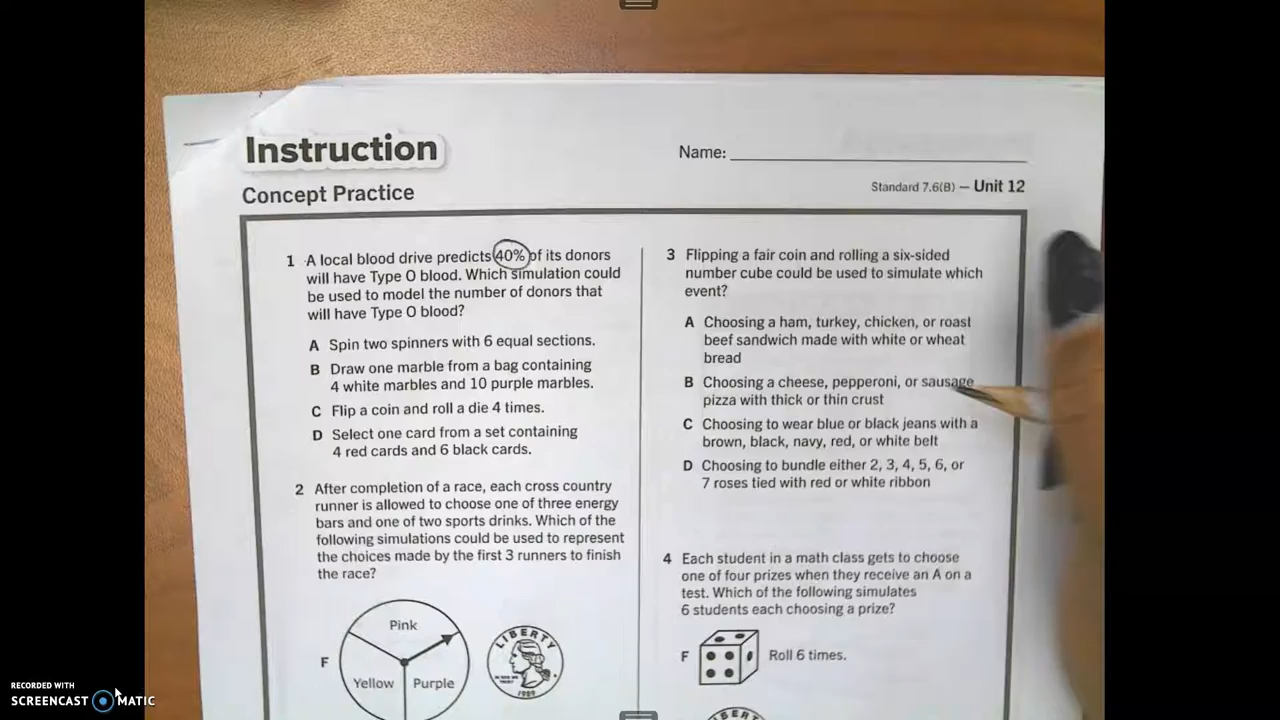 Instruction
Name:
Concept Practice
Standard 7.6(B) — Unit 12
1 A local blood drive predicts 40% of its donors
will have Type O blood. Which simulation could
be used to model the number of donors that
will have Type O blood?
A Spin two spinners with 6 equal sections.
B Draw one marble from a bag containing
4 white marbles and 10 purple marbles.
C Flip a coin and roll a die 4 times.
D Select one card from a set containing
4 red cards and 6 black cards.
2 After completion of a race, each cross country
runner is allowed to choose one of three energy
bars and one of two sports drinks. Which of the
following simulations could be used to represent
the choices made by the first 3 runners to finish
the race?
F
Pink
Yellow Purple
LIBERTY
1989
3 Flipping a fair coin and rolling a six-sided
number cube could be used to simulate which
event?
A Choosing a ham, turkey, chicken, or roast
beef sandwich made with white or wheat
bread
B Choosing a cheese, pepperoni, or sausage
pizza with thick or thin crust
C Choosing to wear blue or black jeans with a
brown, black, navy, red, or white belt
D Choosing to bundle either 2, 3, 4, 5, 6, or
7 roses tied with red or white ribbon
4 Each student in a math class gets to choose
one of four prizes when they receive an A on a
test. Which of the following simulates
6 students each choosing a prize?
F Roll 6 times.
RECORDED WITH
SCREENCAST MATIC